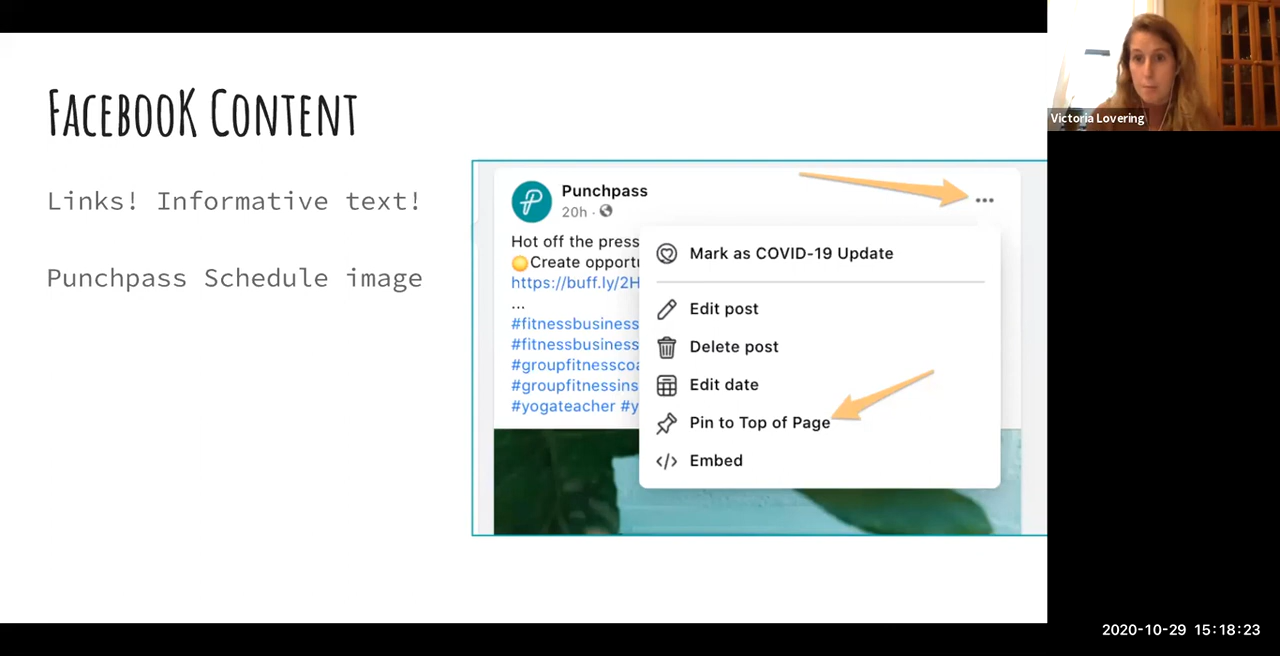 FACEBOOK CONTENT
Links! Informative text!
Punchpass Schedule image
Punchpass
20h ·
Hot off the press
Create
https://buff.ly/2H
...
#fitnessbusiness
#fitnessbusiness
#groupfitnesscoa
#groupfitnessins
#yogateacher #y
Mark as COVID-19 Update
Edit post
Delete post
Edit date
Pin to Top of Page
Embed
Victoria Lovering
2020-10-29 15:18:23